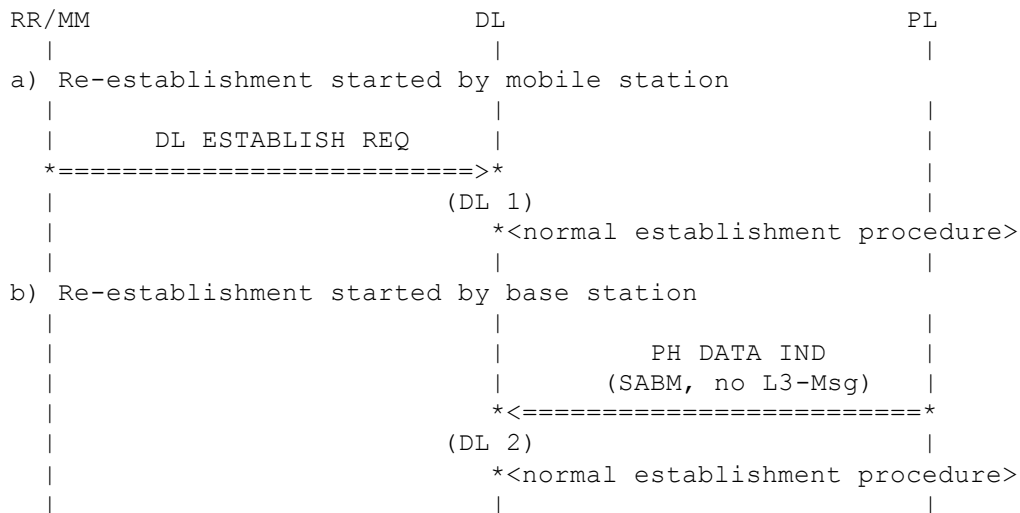 RR/MM                        DL                         PL
  |                           |                          |
a) Re-establishment started by mobile station
  |                           |                          |
  |      DL ESTABLISH REQ     |                          |
  *==========================>*                          |
  |                        (DL 1)                        |
  |                           *<normal establishment procedure>
  |                           |                          |
b) Re-establishment started by base station
  |                           |                          |
  |                           |       PH DATA IND        |
  |                           |    (SABM, no L3-Msg)     |
  |                           *<=========================*
  |                        (DL 2)                        |
  |                           *<normal establishment procedure>
  |                           |                          |